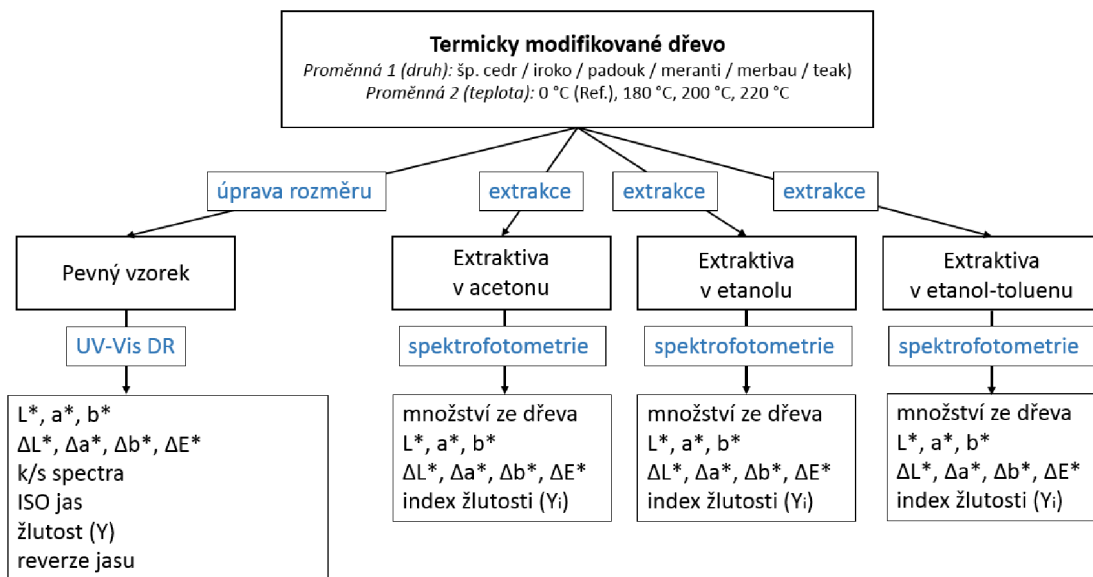 Termicky modifikované dřevo
Proměnná 1 (druh): šp. cedr / iroko / padouk / meranti / merbau / teak)
Proměnná 2 (teplota): 0 °C (Ref.), 180 °C, 200 °C, 220 °C
úprava rozměru
extrakce
extrakce
extrakce
Pevný vzorek
Extraktiva
v acetonu
Extraktiva
v etanolu
Extraktiva
v etanol-toluenu
UV-Vis DR
spektrofotometrie
spektrofotometrie
spektrofotometrie
L*, a*, b*
ΔL*, Δa*, Δb*, ΔE*
k/s spectra
ISO jas
žlutost (Y)
reverze jasu
množství ze dřeva
L*, a*, b*
ΔL*, Δa*, Δb*, ΔE*
index žlutosti (Yᵢ)
množství ze dřeva
L*, a*, b*
ΔL*, Δa*, Δb*, ΔE*
index žlutosti (Yᵢ)
množství ze dřeva
L*, a*, b*
ΔL*, Δa*, Δb*, ΔE*
index žlutosti (Yᵢ)